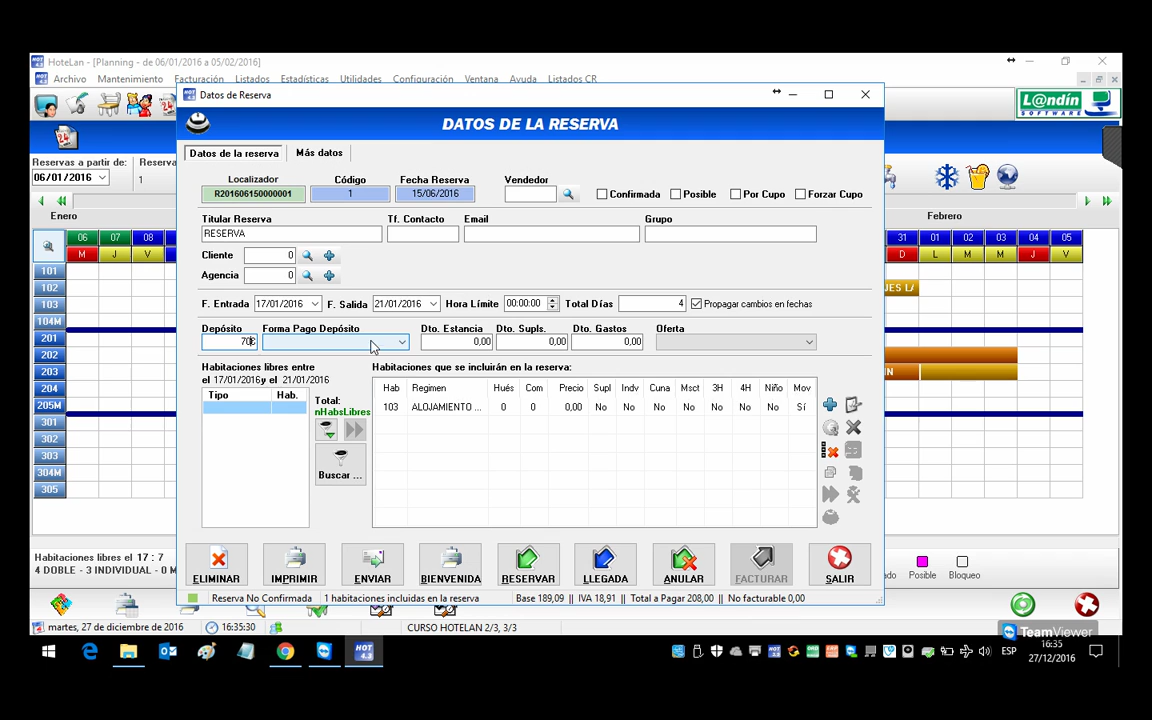 HoteLan - [Planning - de 06/01/2016 a 05/02/2016]
Archivo Mantenimiento Facturación Listados Estadísticas Utilidades Configuración Ventana Ayuda Listados CR
Datos de Reserva
L@ndín
SOFTWARE
DATOS DE LA RESERVA
Reservas a partir de:
06/01/2016
1
Datos de la reserva Más datos
Localizador Código Fecha Reserva Vendedor
R201606150000001 1 15/06/2016
Confirmada Posible Por Cupo Forzar Cupo
Enero
Febrero
Titular Reserva Tf. Contacto Email Grupo
RESERVA
06 07 08 31 01 02 03 04 05
M J V D L M M J V
Cliente 0
Agencia 0
101
102
103
104M
201
202
203
204
205M
301
302
303
304M
305
F. Entrada 17/01/2016 F. Salida 21/01/2016 Hora Límite 00:00:00 Total Días 4 Propagar cambios en fechas
Depósito Forma Pago Depósito Dto. Estancia Dto. Supls. Dto. Gastos Oferta
0,00 0,00 0,00
Habitaciones libres entre
el 17/01/2016y el 21/01/2016
Tipo Hab.
Total:
nHabsLibres
Buscar ...
Habitaciones que se incluirán en la reserva:
Hab Regimen Hués Com Precio Supl Indv Cuna Msct 3H 4H Niño Mov
103 ALOJAMIENTO ... 0 0 0,00 No No No No No No No Sí
ELIMINAR IMPRIMIR ENVIAR BIENVENIDA RESERVAR LLEGADA ANULAR FACTURAR SALIR
Habitaciones libres el 17 : 7
4 DOBLE - 3 INDIVIDUAL - 0 M
Posible Bloqueo
Reserva No Confirmada 1 habitaciones incluidas en la reserva Base 189,09 || IVA 18,91 || Total a Pagar 208,00 || No facturable 0,00
martes, 27 de diciembre de 2016 16:35:30 CURSO HOTELAN 2/3, 3/3
TeamViewer
ESP
16:35
27/12/2016